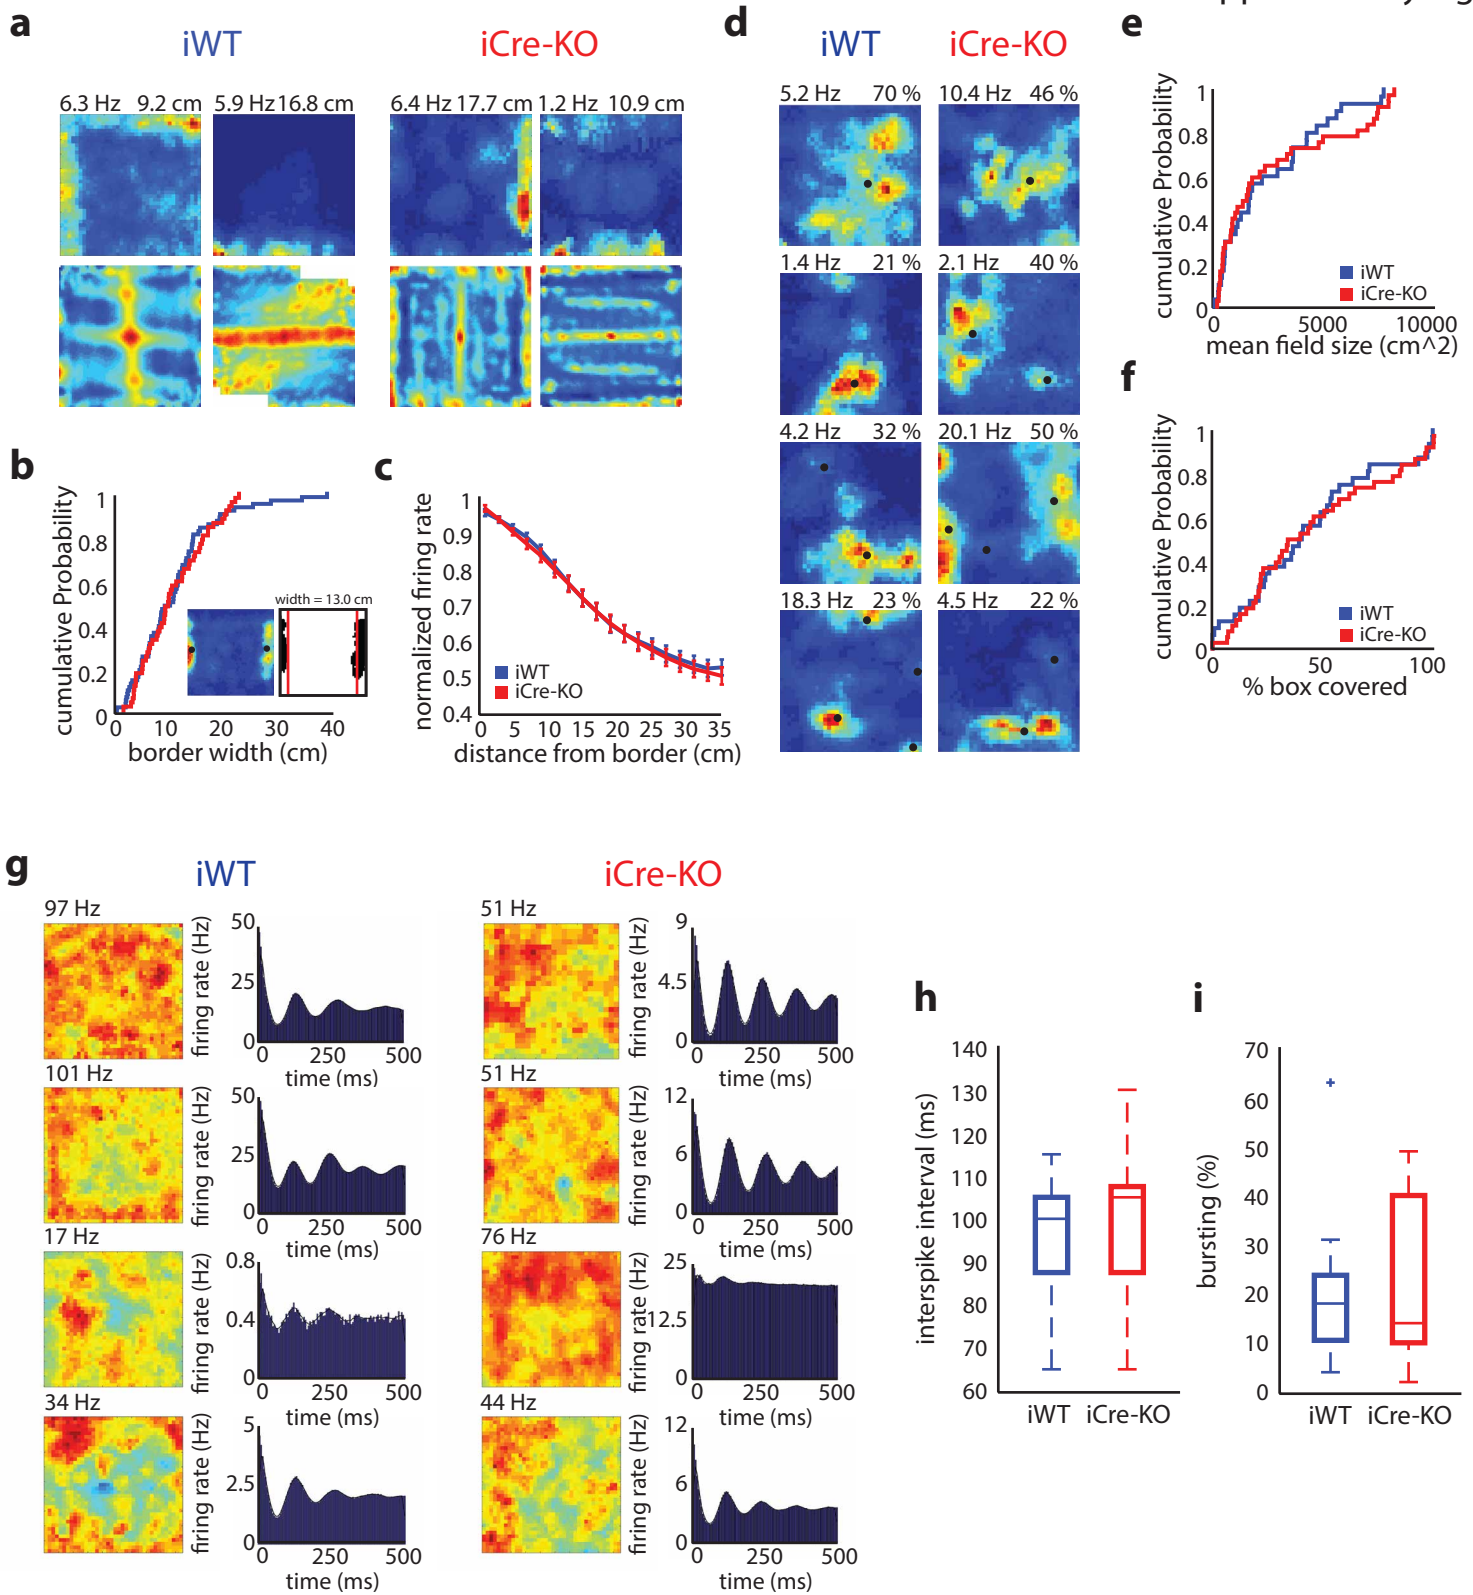 a
iWT
iCre-KO
6.3 Hz 9.2 cm
5.9 Hz 16.8 cm
6.4 Hz 17.7 cm
1.2 Hz 10.9 cm
b
cumulative Probability
1
0.8
0.6
0.4
0.2
0
0 10 20 30 40
border width (cm)
width = 13.0 cm
c
normalized firing rate
1
0.9
0.8
0.7
0.6
0.5
0.4
iWT
iCre-KO
0 5 10 15 20 25 30 35
distance from border (cm)
d
iWT
iCre-KO
5.2 Hz 70 %
10.4 Hz 46 %
1.4 Hz 21 %
2.1 Hz 40 %
4.2 Hz 32 %
20.1 Hz 50 %
18.3 Hz 23 %
4.5 Hz 22 %
e
cumulative Probability
1
0.8
0.6
0.4
0.2
0
iWT
iCre-KO
0 5000 10000
mean field size (cm^2)
f
cumulative Probability
1
0.8
0.6
0.4
0.2
0
iWT
iCre-KO
0 50 100
% box covered
g
iWT
iCre-KO
97 Hz
firing rate (Hz)
50
25
0
0 250 500
time (ms)
51 Hz
firing rate (Hz)
9
4.5
0
0 250 500
time (ms)
101 Hz
firing rate (Hz)
50
25
0
0 250 500
time (ms)
51 Hz
firing rate (Hz)
12
6
0
0 250 500
time (ms)
17 Hz
firing rate (Hz)
0.8
0.4
0
0 250 500
time (ms)
76 Hz
firing rate (Hz)
25
12.5
0
0 250 500
time (ms)
34 Hz
firing rate (Hz)
5
2.5
0
0 250 500
time (ms)
44 Hz
firing rate (Hz)
12
6
0
0 250 500
time (ms)
h
interspike interval (ms)
140
130
120
110
100
90
80
70
60
iWT iCre-KO
i
bursting (%)
70
60
50
40
30
20
10
0
iWT iCre-KO